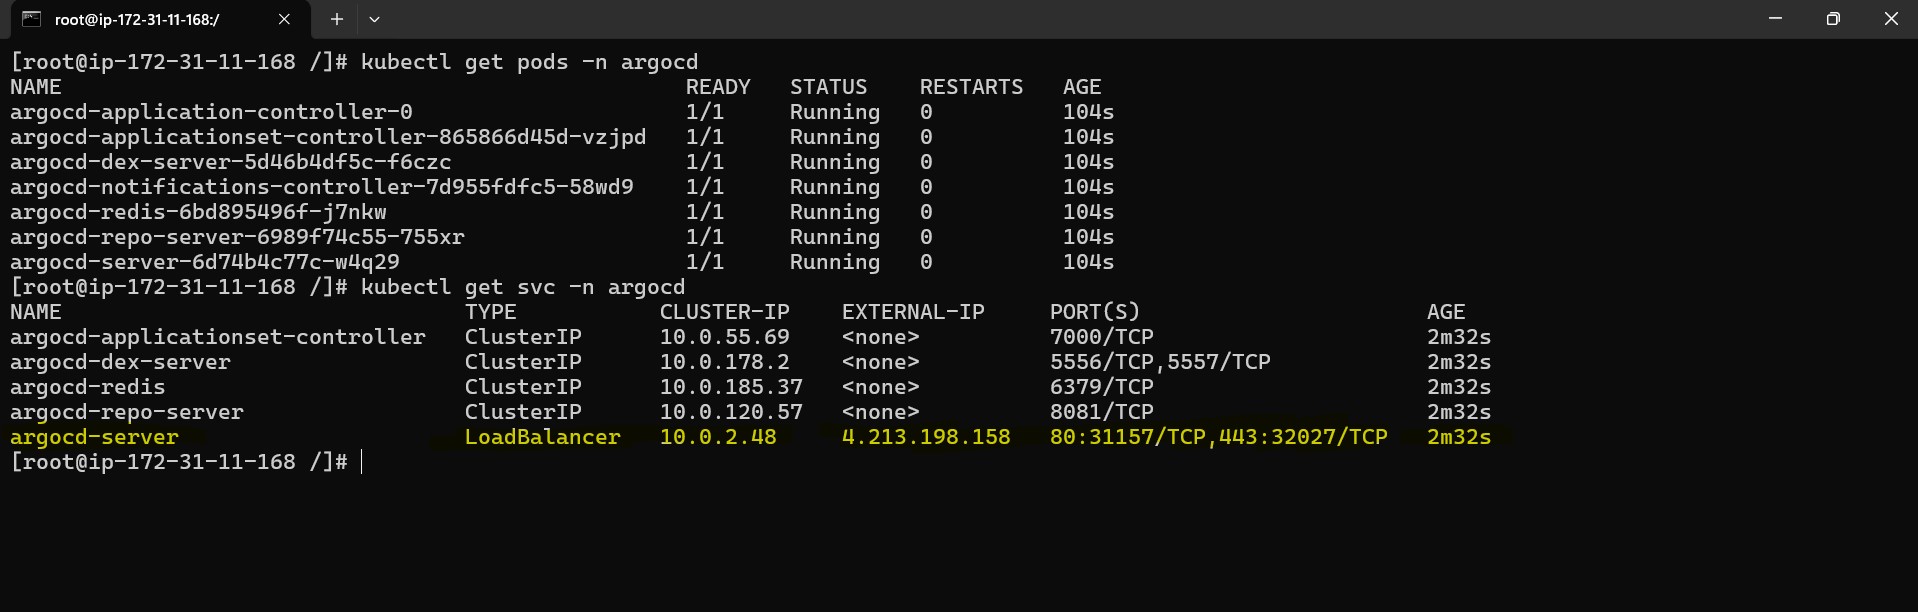 root@ip-172-31-11-168:/
[root@ip-172-31-11-168 /]# kubectl get pods -n argocd
NAME READY STATUS RESTARTS AGE
argocd-application-controller-0 1/1 Running 0 104s
argocd-applicationset-controller-865866d45d-vzjpd 1/1 Running 0 104s
argocd-dex-server-5d46b4df5c-f6czc 1/1 Running 0 104s
argocd-notifications-controller-7d955fdfc5-58wd9 1/1 Running 0 104s
argocd-redis-6bd895496f-j7nkw 1/1 Running 0 104s
argocd-repo-server-6989f74c55-755xr 1/1 Running 0 104s
argocd-server-6d74b4c77c-w4q29 1/1 Running 0 104s
[root@ip-172-31-11-168 /]# kubectl get svc -n argocd
NAME TYPE CLUSTER-IP EXTERNAL-IP PORT(S) AGE
argocd-applicationset-controller ClusterIP 10.0.55.69 <none> 7000/TCP 2m32s
argocd-dex-server ClusterIP 10.0.178.2 <none> 5556/TCP,5557/TCP 2m32s
argocd-redis ClusterIP 10.0.185.37 <none> 6379/TCP 2m32s
argocd-repo-server ClusterIP 10.0.120.57 <none> 8081/TCP 2m32s
argocd-server LoadBalancer 10.0.2.48 4.213.198.158 80:31157/TCP,443:32027/TCP 2m32s
[root@ip-172-31-11-168 /]#